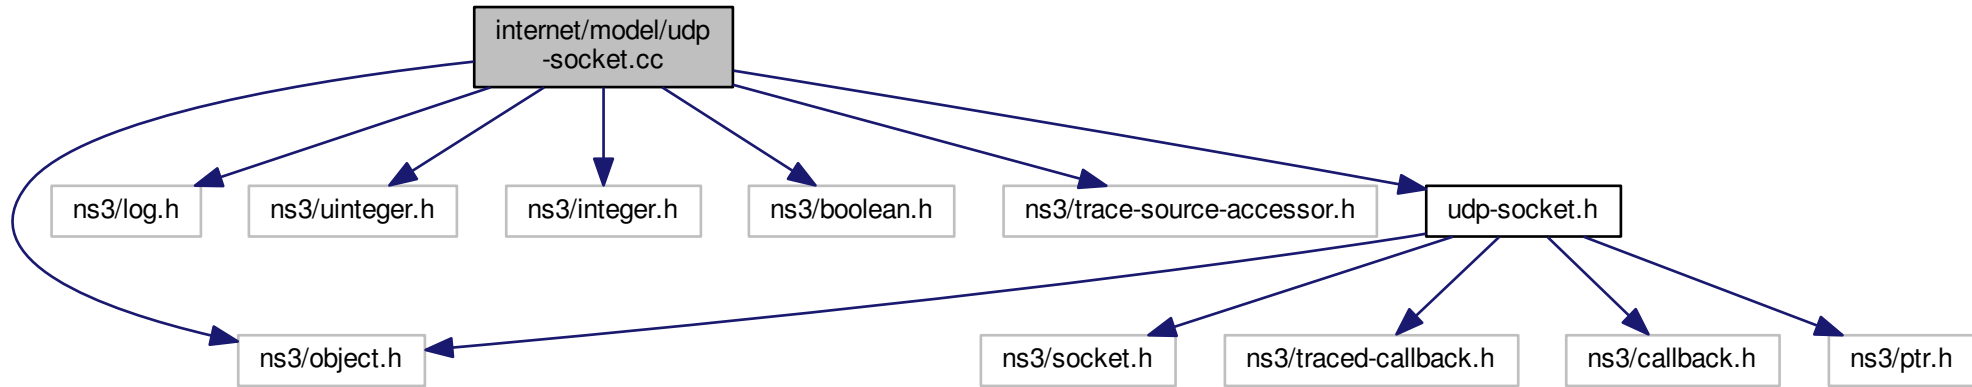 internet/model/udp
-socket.cc
ns3/log.h
ns3/uinteger.h
ns3/integer.h
ns3/boolean.h
ns3/trace-source-accessor.h
udp-socket.h
ns3/object.h
ns3/socket.h
ns3/traced-callback.h
ns3/callback.h
ns3/ptr.h